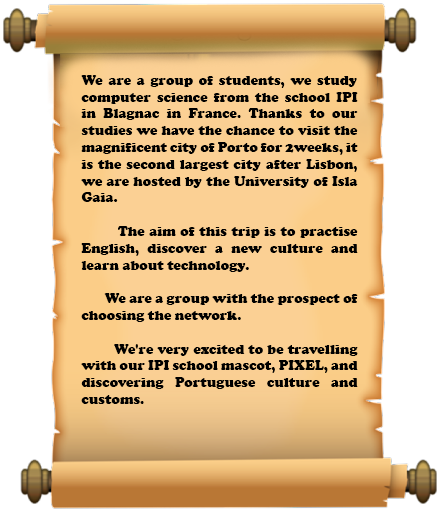 We are a group of students, we study
computer science from the school IPI
in Blagnac in France. Thanks to our
studies we have the chance to visit the
magnificent city of Porto for 2weeks, it
is the second largest city after Lisbon,
we are hosted by the University of Isla
Gaia.
The aim of this trip is to practise
English, discover a new culture and
learn about technology.
We are a group with the prospect of
choosing the network.
We're very excited to be travelling
with our IPI school mascot, PIXEL, and
discovering Portuguese culture and
customs.